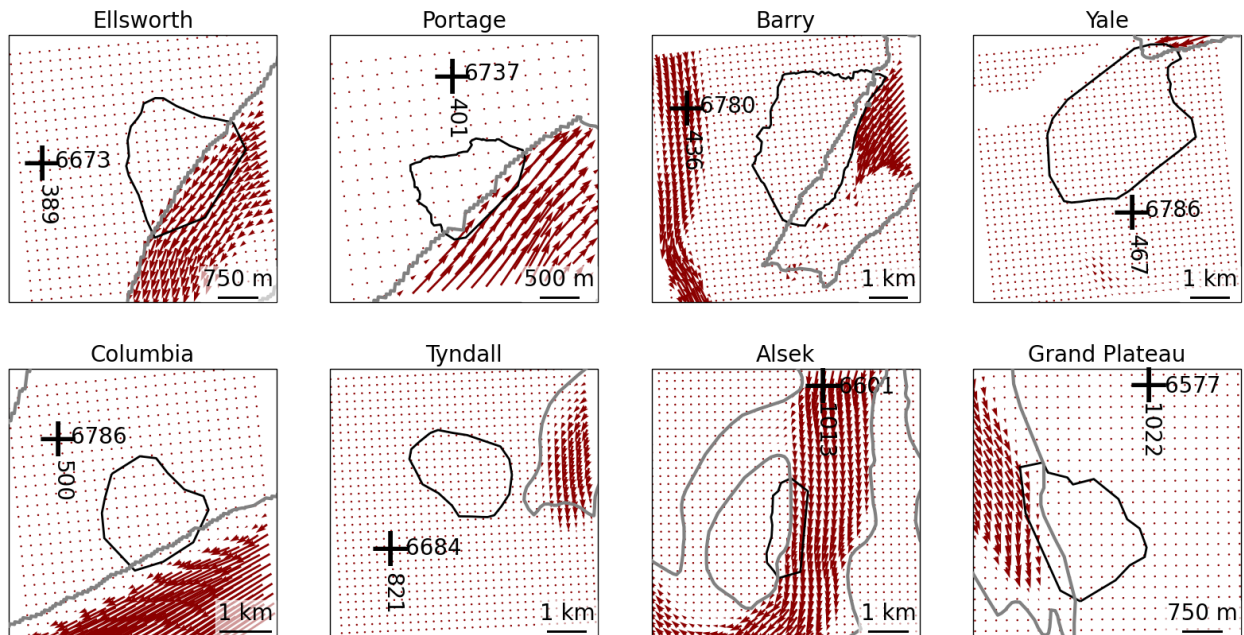 Ellsworth
Portage
Barry
Yale
6673
389
750 m
6737
401
500 m
6780
436
1 km
6786
467
1 km
Columbia
Tyndall
Alsek
Grand Plateau
6786
500
1 km
6684
821
1 km
6601
1013
1 km
6577
1022
750 m